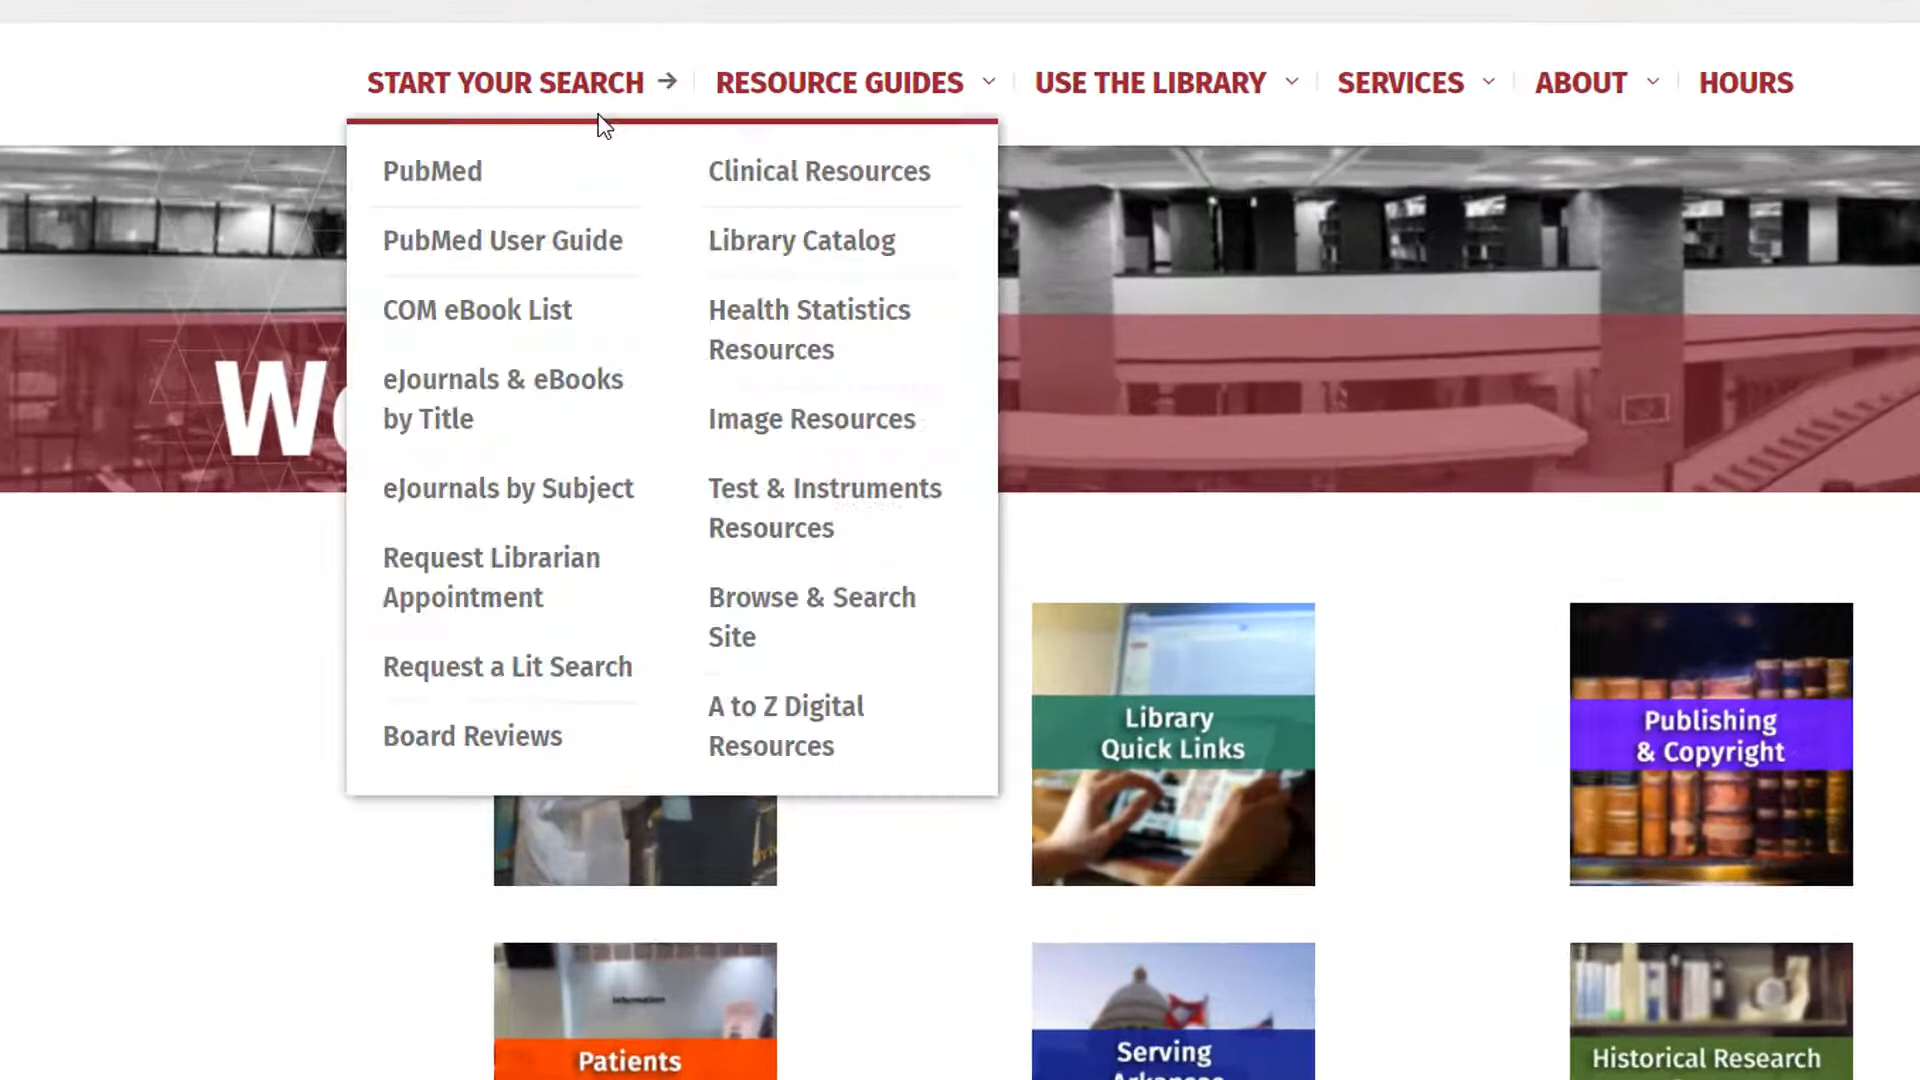 START YOUR SEARCH
RESOURCE GUIDES
USE THE LIBRARY
SERVICES
ABOUT
HOURS
PubMed
PubMed User Guide
COM eBook List
eJournals & eBooks
by Title
eJournals by Subject
Request Librarian
Appointment
Request a Lit Search
Board Reviews
Clinical Resources
Library Catalog
Health Statistics
Resources
Image Resources
Test & Instruments
Resources
Browse & Search
Site
A to Z Digital
Resources
Library
Quick Links
Publishing
& Copyright
Information
Patients
Serving
Historical Research